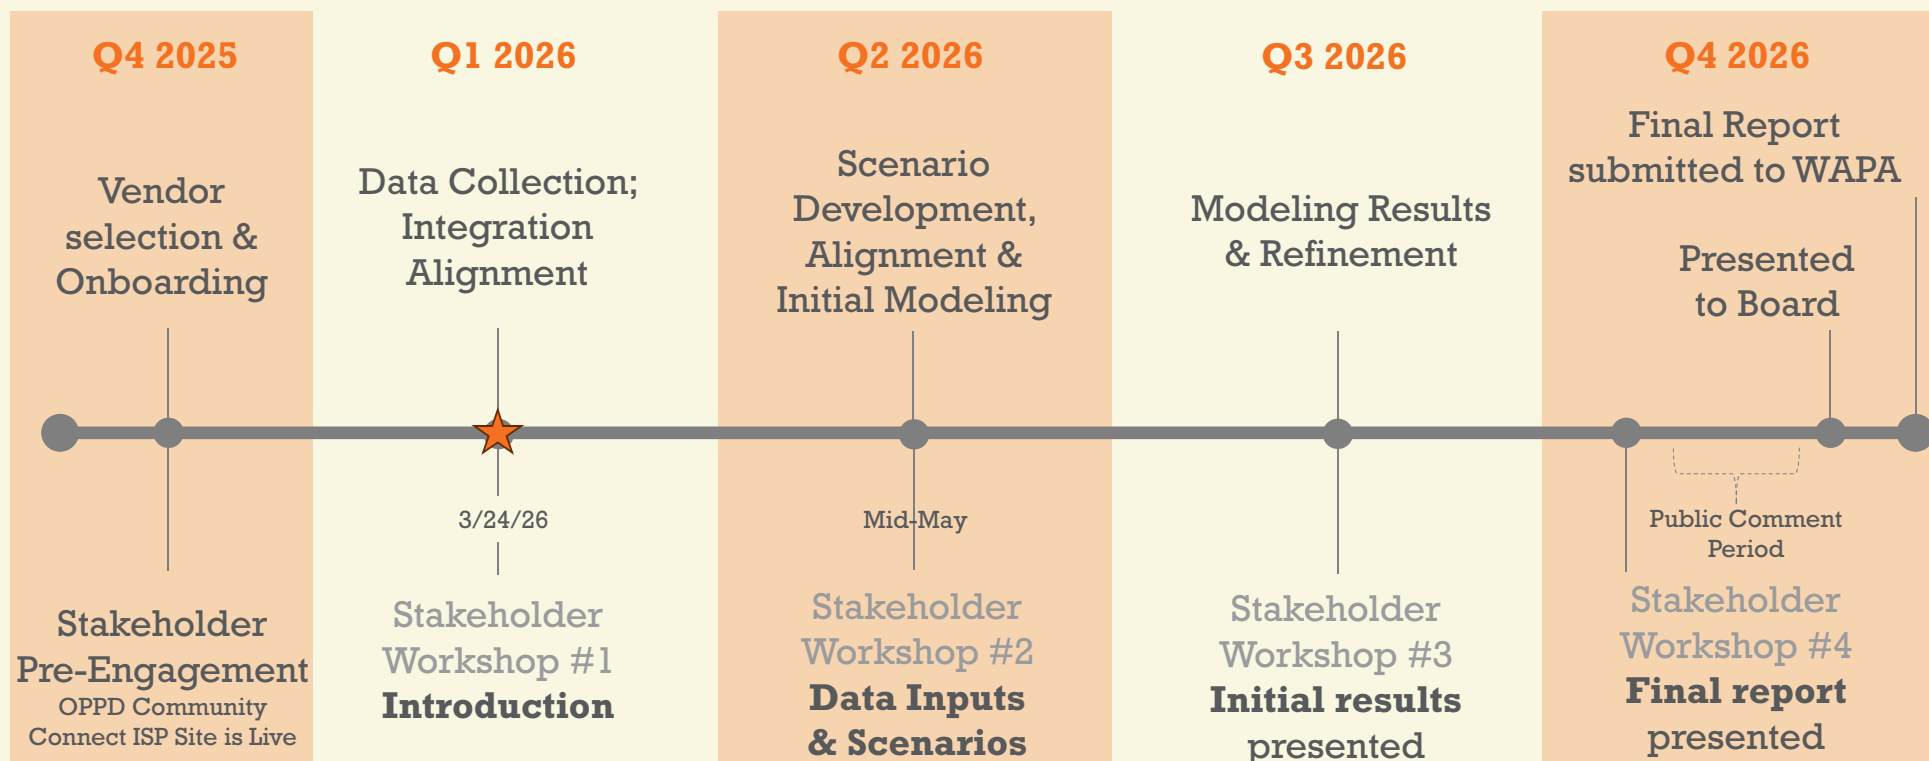 Q4 2025
Vendor
selection &
Onboarding
Stakeholder
Pre-Engagement
OPPD Community
Connect ISP Site is Live
Q1 2026
Data Collection;
Integration
Alignment
3/24/26
Stakeholder
Workshop #1
Introduction
Q2 2026
Scenario
Development,
Alignment &
Initial Modeling
Mid-May
Stakeholder
Workshop #2
Data Inputs
& Scenarios
Q3 2026
Modeling Results
& Refinement
Stakeholder
Workshop #3
Initial results
presented
Q4 2026
Final Report
submitted to WAPA
Presented
to Board
Public Comment
Period
Stakeholder
Workshop #4
Final report
presented